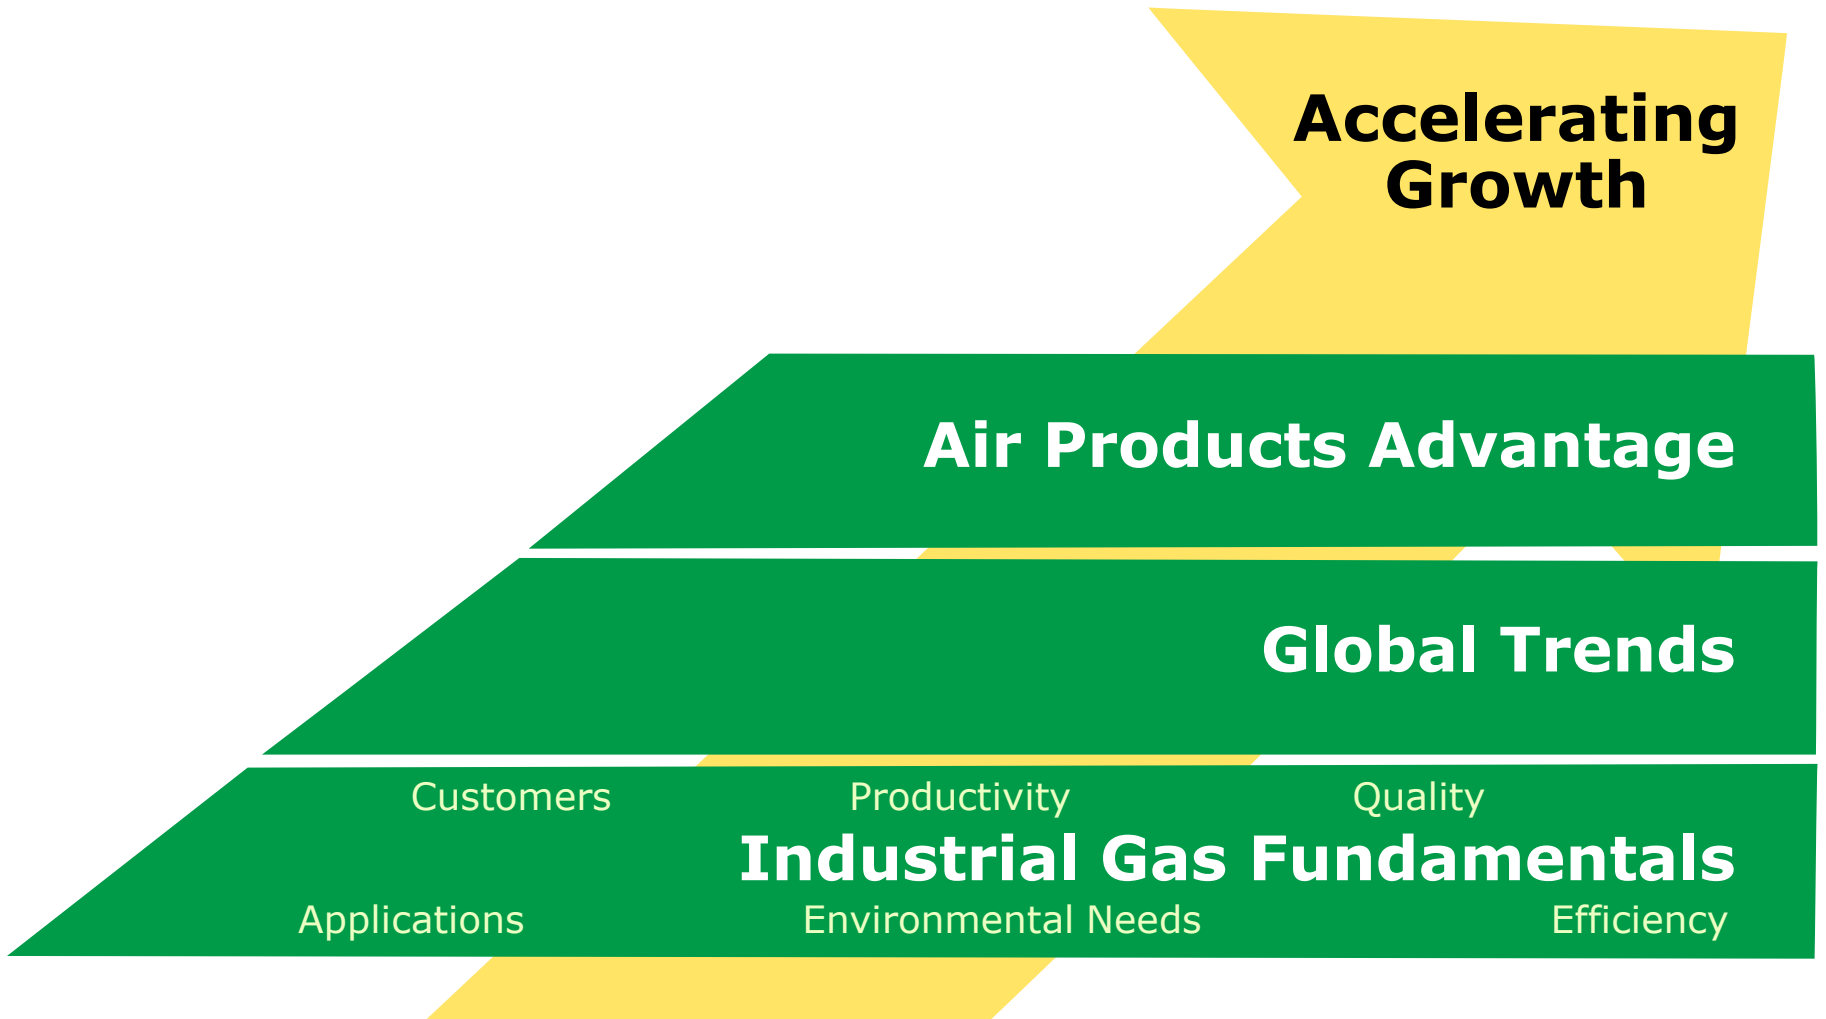 Accelerating
Growth
Air Products Advantage
Global Trends
Customers Productivity Quality
Industrial Gas Fundamentals
Applications Environmental Needs Efficiency